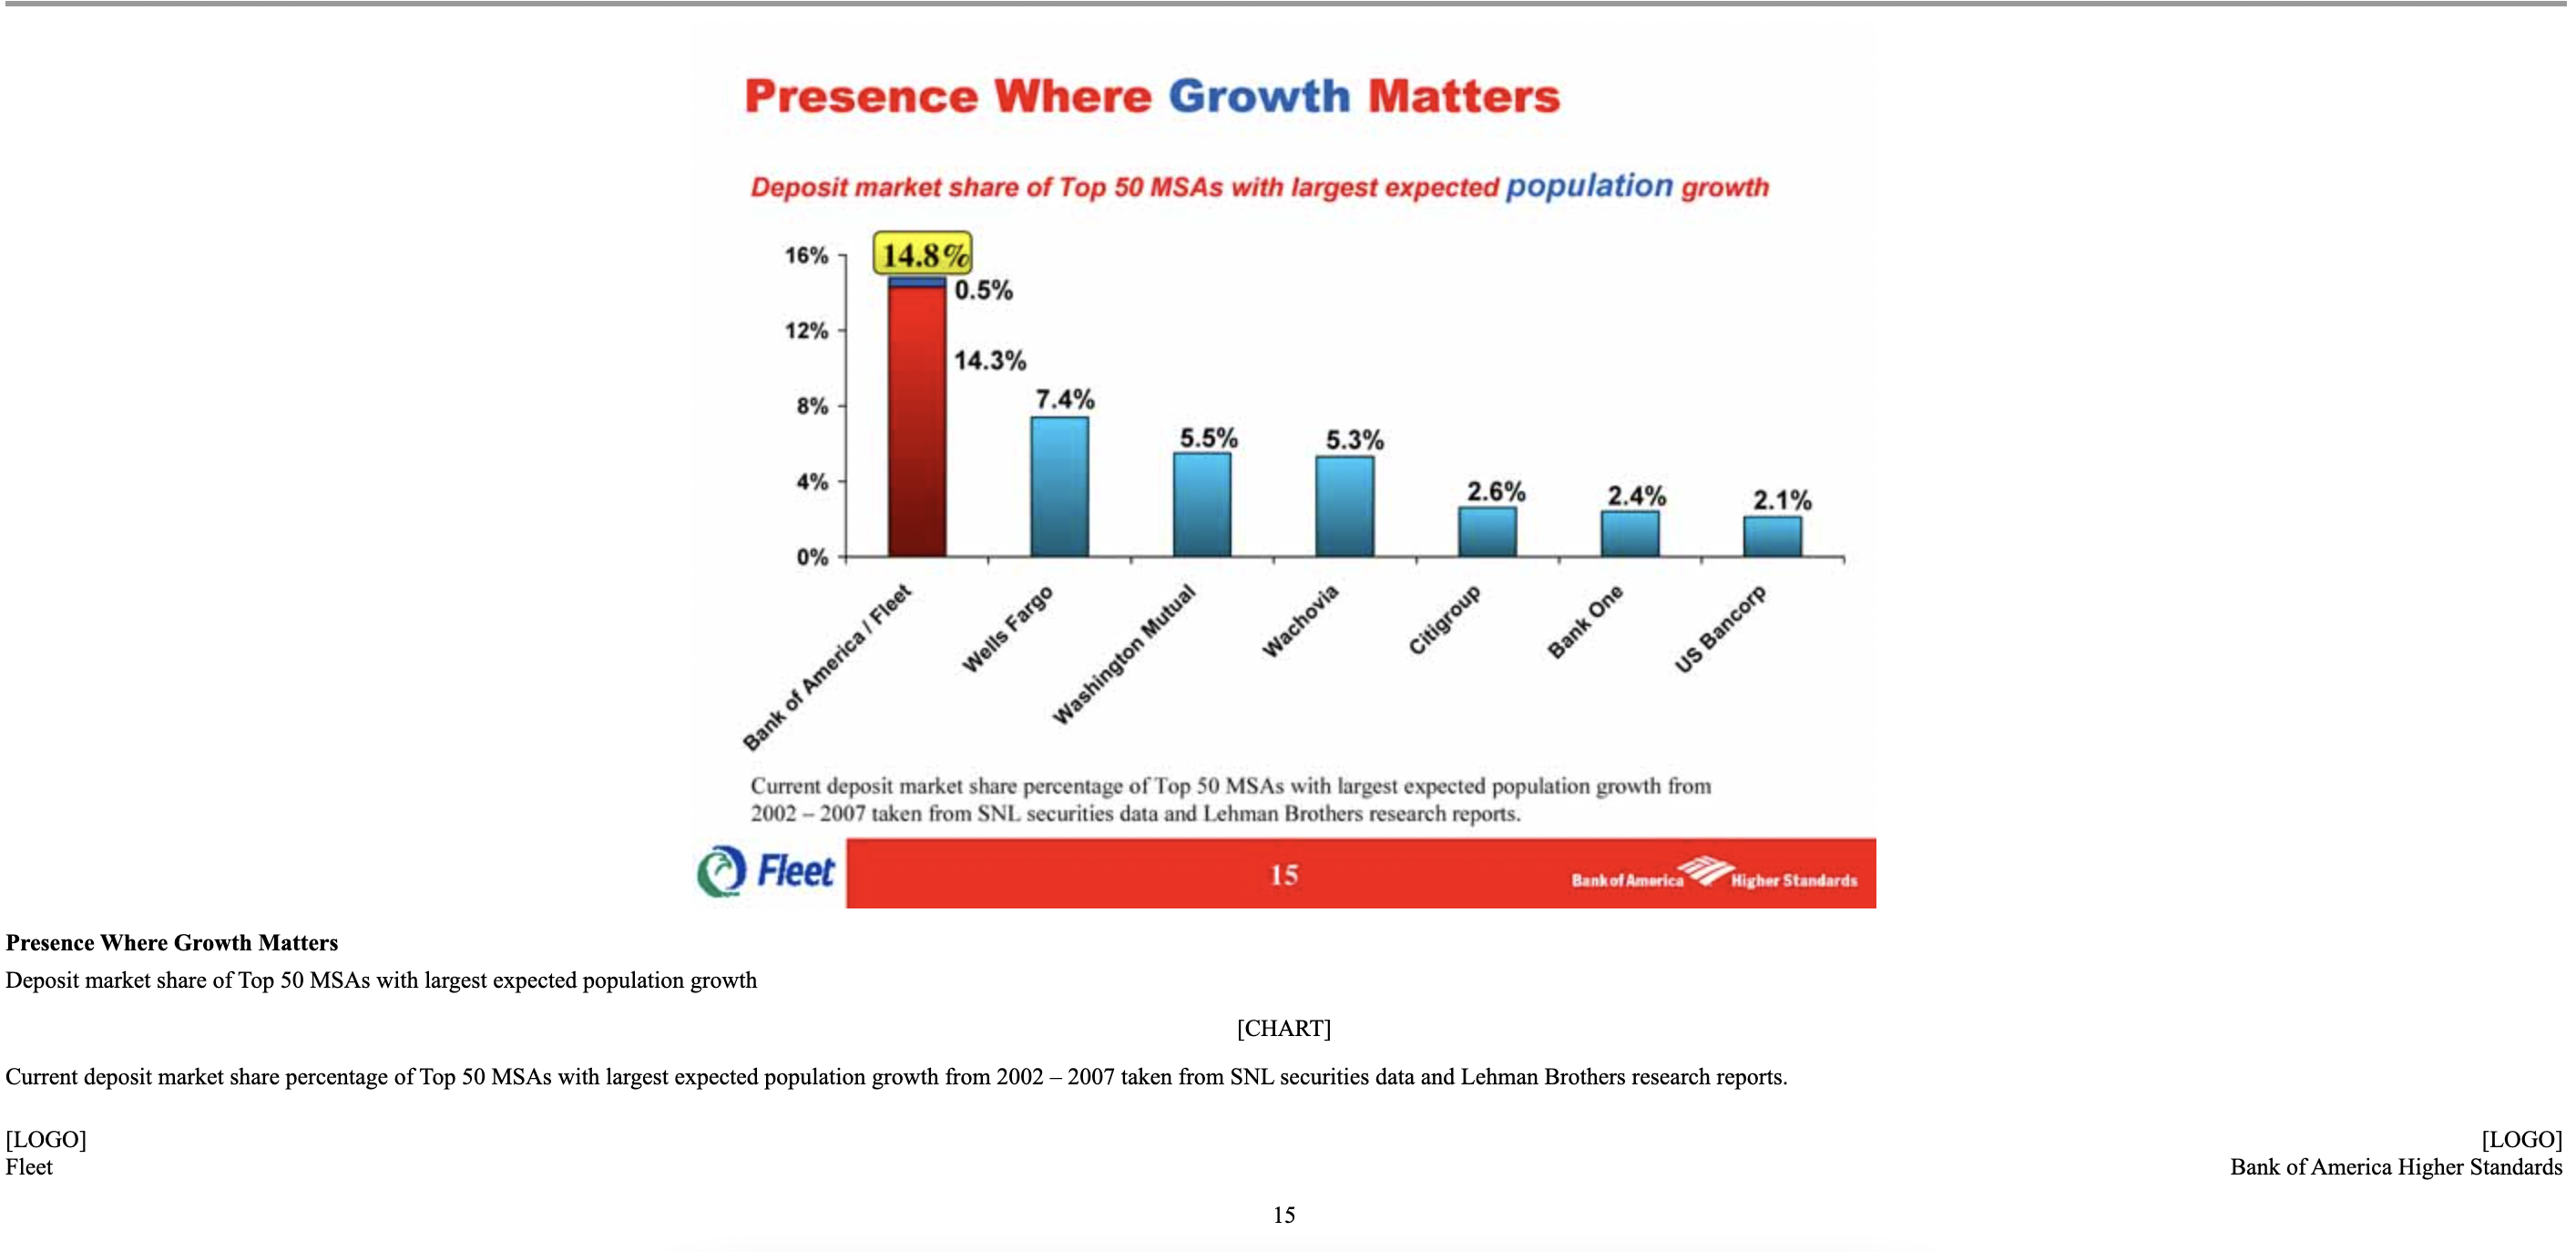 Presence Where Growth Matters
Deposit market share of Top 50 MSAs with largest expected population growth
16%
14.8%
0.5%
12%
14.3%
7.4%
8%
5.5%
5.3%
4%
2.6%
2.4%
2.1%
0%
Bank of America / Fleet
Wells Fargo
Washington Mutual
Wachovia
Citigroup
Bank One
US Bancorp
Current deposit market share percentage of Top 50 MSAs with largest expected population growth from
2002 – 2007 taken from SNL securities data and Lehman Brothers research reports.
Fleet
15
Bank of America Higher Standards
Presence Where Growth Matters
Deposit market share of Top 50 MSAs with largest expected population growth
[CHART]
Current deposit market share percentage of Top 50 MSAs with largest expected population growth from 2002 – 2007 taken from SNL securities data and Lehman Brothers research reports.
[LOGO]
Fleet
[LOGO]
Bank of America Higher Standards
15